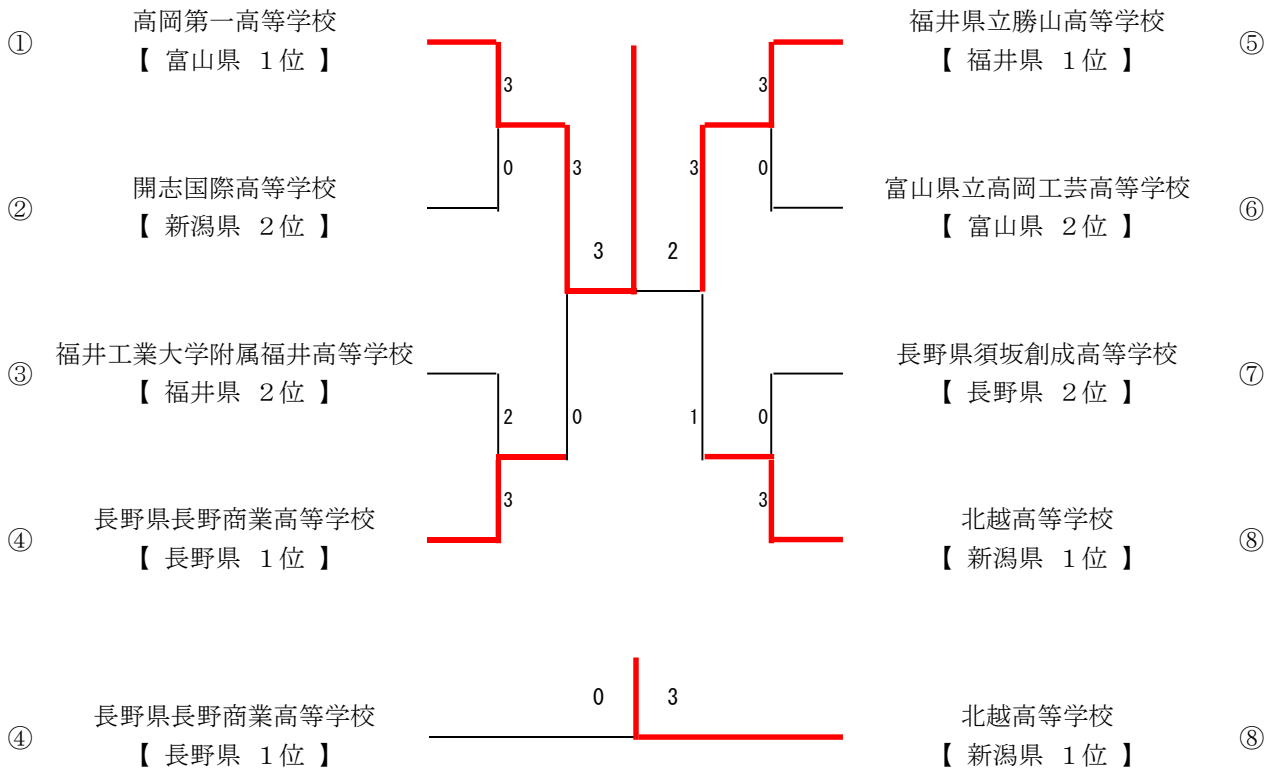 高岡第一高等学校
福井県立勝山高等学校
①
⑤
【 富山県 1位 】
【 福井県 1位 】
3
3
0
3
3
0
開志国際高等学校
富山県立高岡工芸高等学校
②
⑥
【 新潟県 2位 】
【 富山県 2位 】
3
2
福井工業大学附属福井高等学校
長野県須坂創成高等学校
③
⑦
【 福井県 2位 】
【 長野県 2位 】
2
0
1
0
3
3
長野県長野商業高等学校
北越高等学校
④
⑧
【 長野県 1位 】
【 新潟県 1位 】
0
3
長野県長野商業高等学校
北越高等学校
④
⑧
【 長野県 1位 】
【 新潟県 1位 】